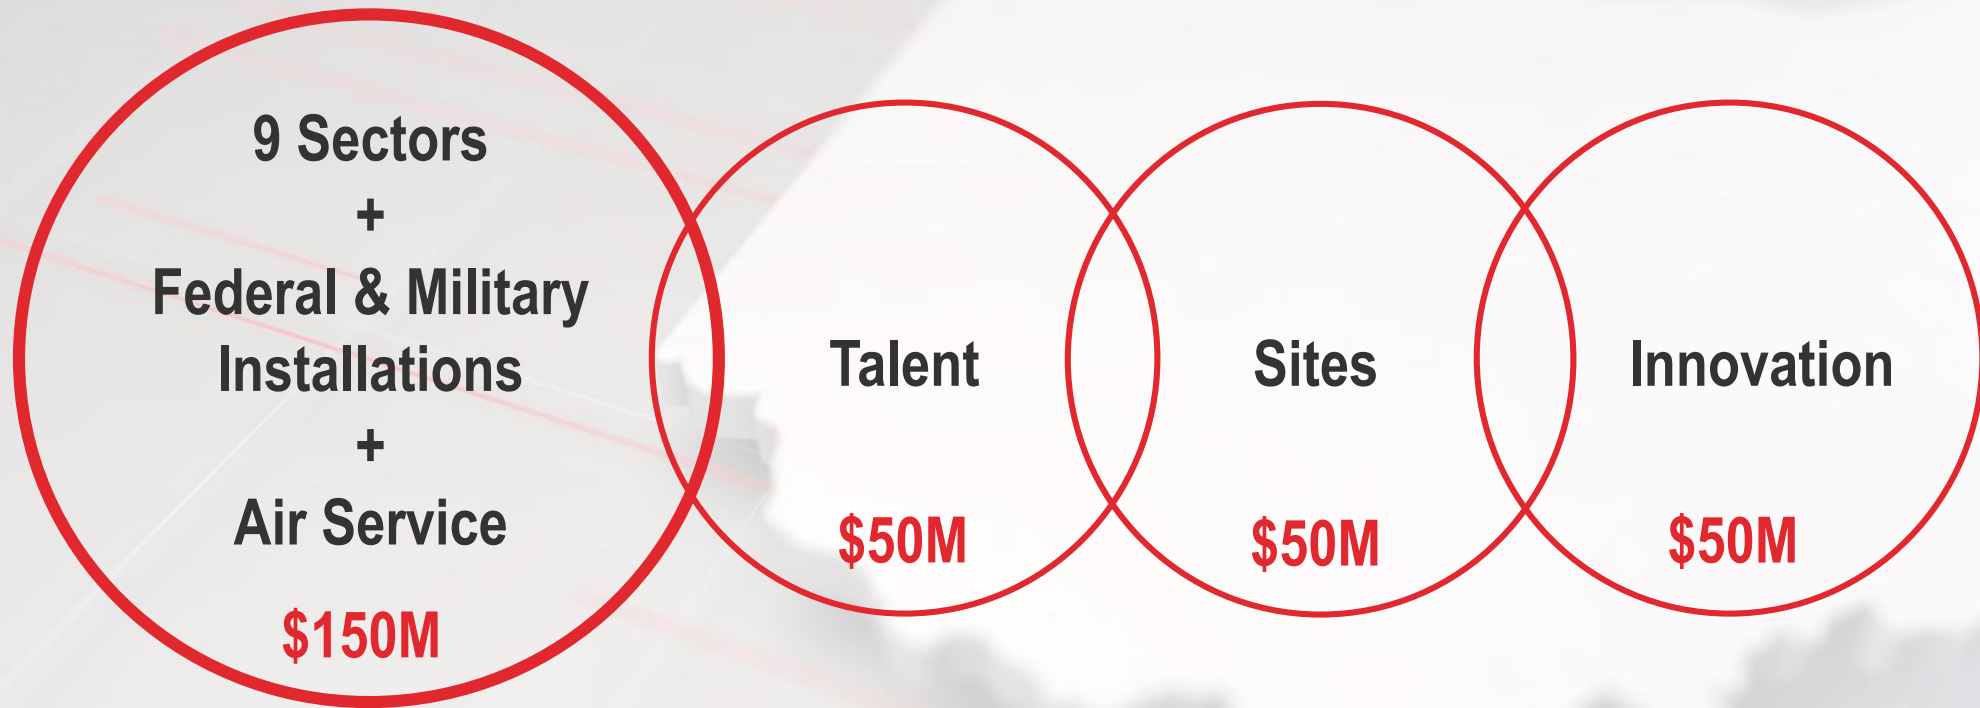 9 Sectors
+
Federal & Military
Installations
+
Air Service
$150M
Talent
$50M
Sites
$50M
Innovation
$50M